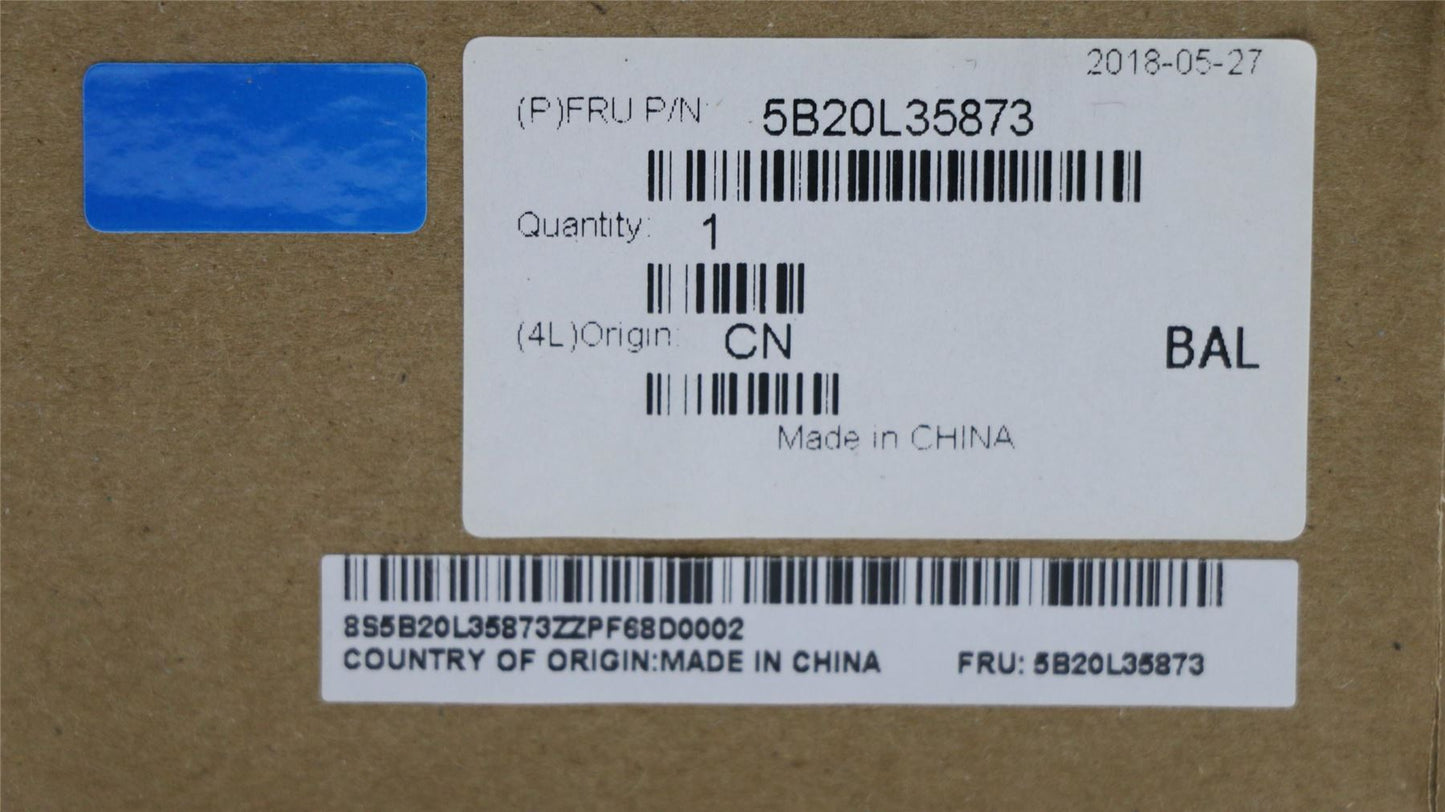 2018-05-27
(P)FRU P/N: 5B20L35873
Quantity: 1
(4L)Origin: CN
BAL
Made in CHINA
8S5B20L35873ZZPF68D0002
COUNTRY OF ORIGIN:MADE IN CHINA FRU: 5B20L35873